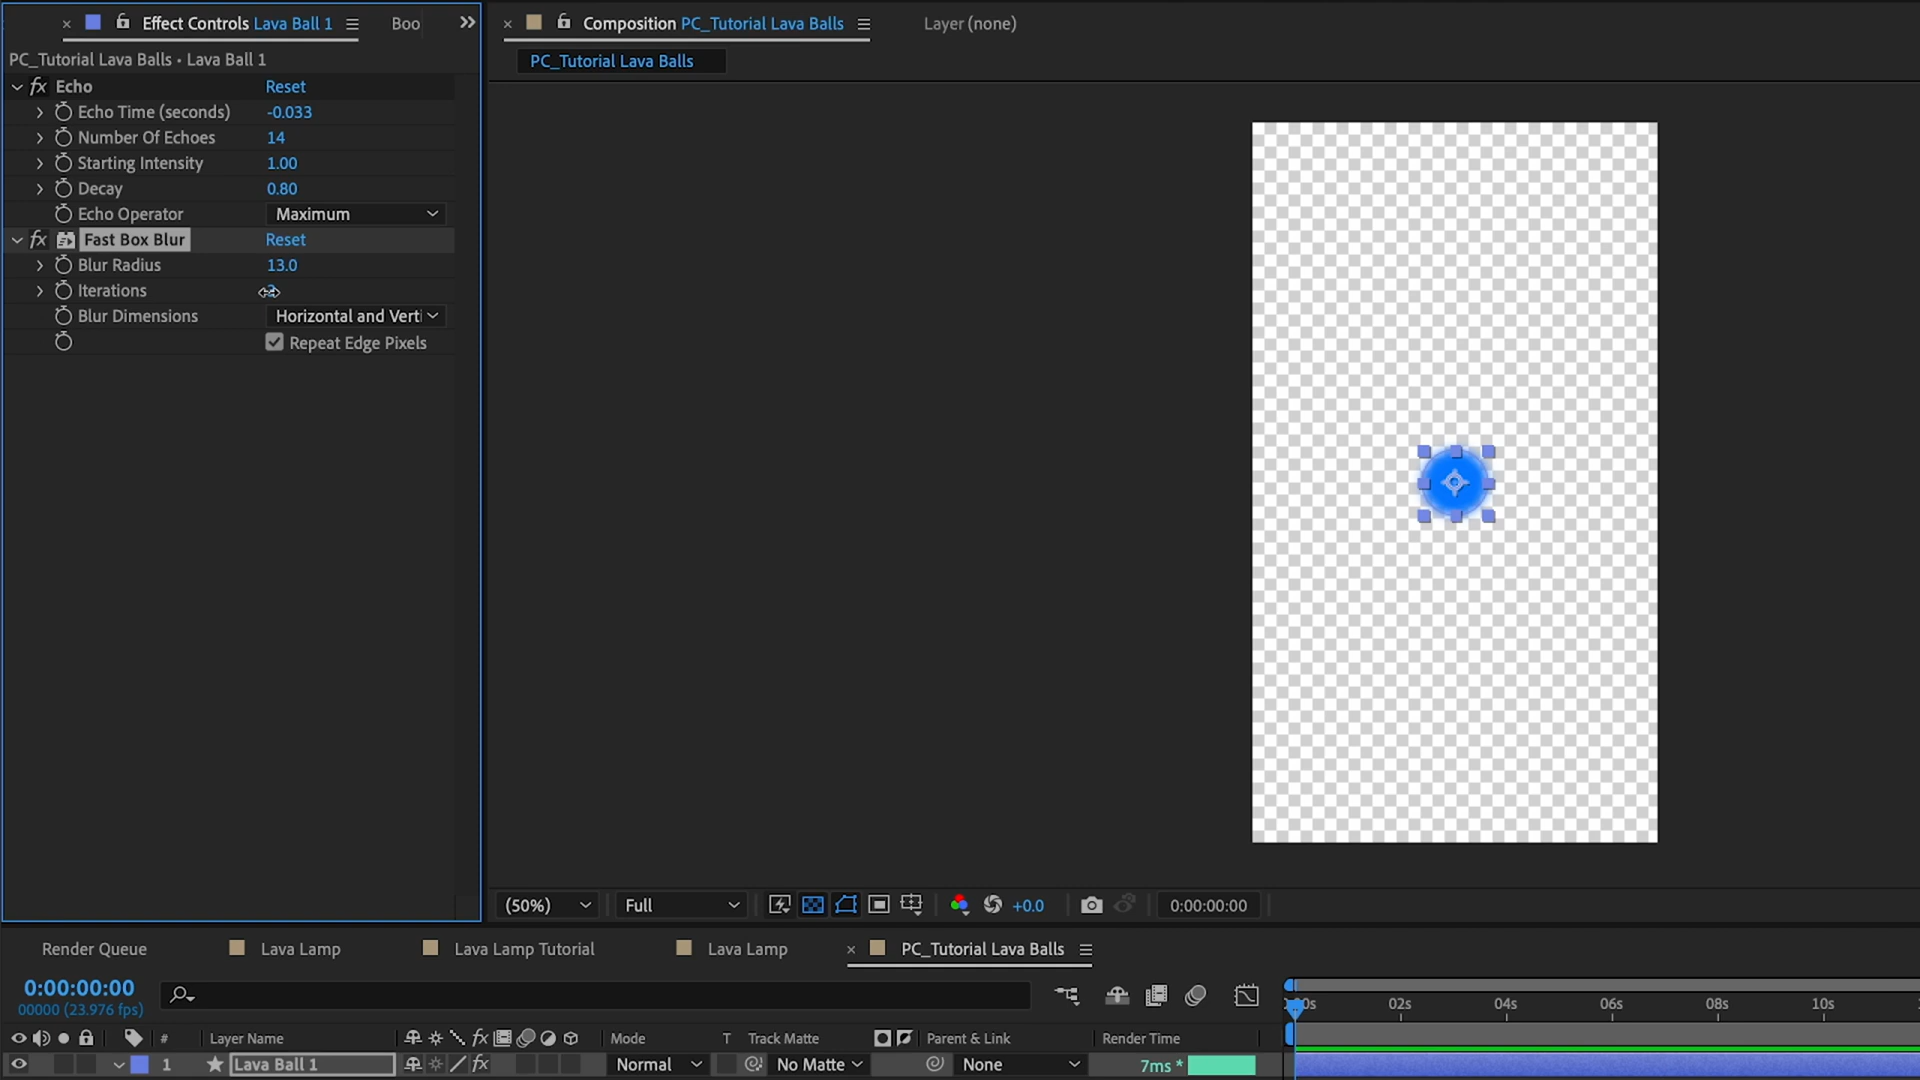 Effect Controls Lava Ball 1
Boo
PC_Tutorial Lava Balls • Lava Ball 1
fx Echo Reset
Echo Time (seconds) -0.033
Number Of Echoes 14
Starting Intensity 1.00
Decay 0.80
Echo Operator Maximum
fx Fast Box Blur Reset
Blur Radius 13.0
Iterations
Blur Dimensions Horizontal and Verti
Repeat Edge Pixels
Composition PC_Tutorial Lava Balls
Layer (none)
PC_Tutorial Lava Balls
(50%) Full +0.0 0:00:00:00
Render Queue Lava Lamp Lava Lamp Tutorial Lava Lamp PC_Tutorial Lava Balls
0:00:00:00
00000 (23.976 fps)
02s 04s 06s 08s 10s
# Layer Name fx Mode T Track Matte Parent & Link Render Time
1 Lava Ball 1 fx Normal No Matte None 7ms *